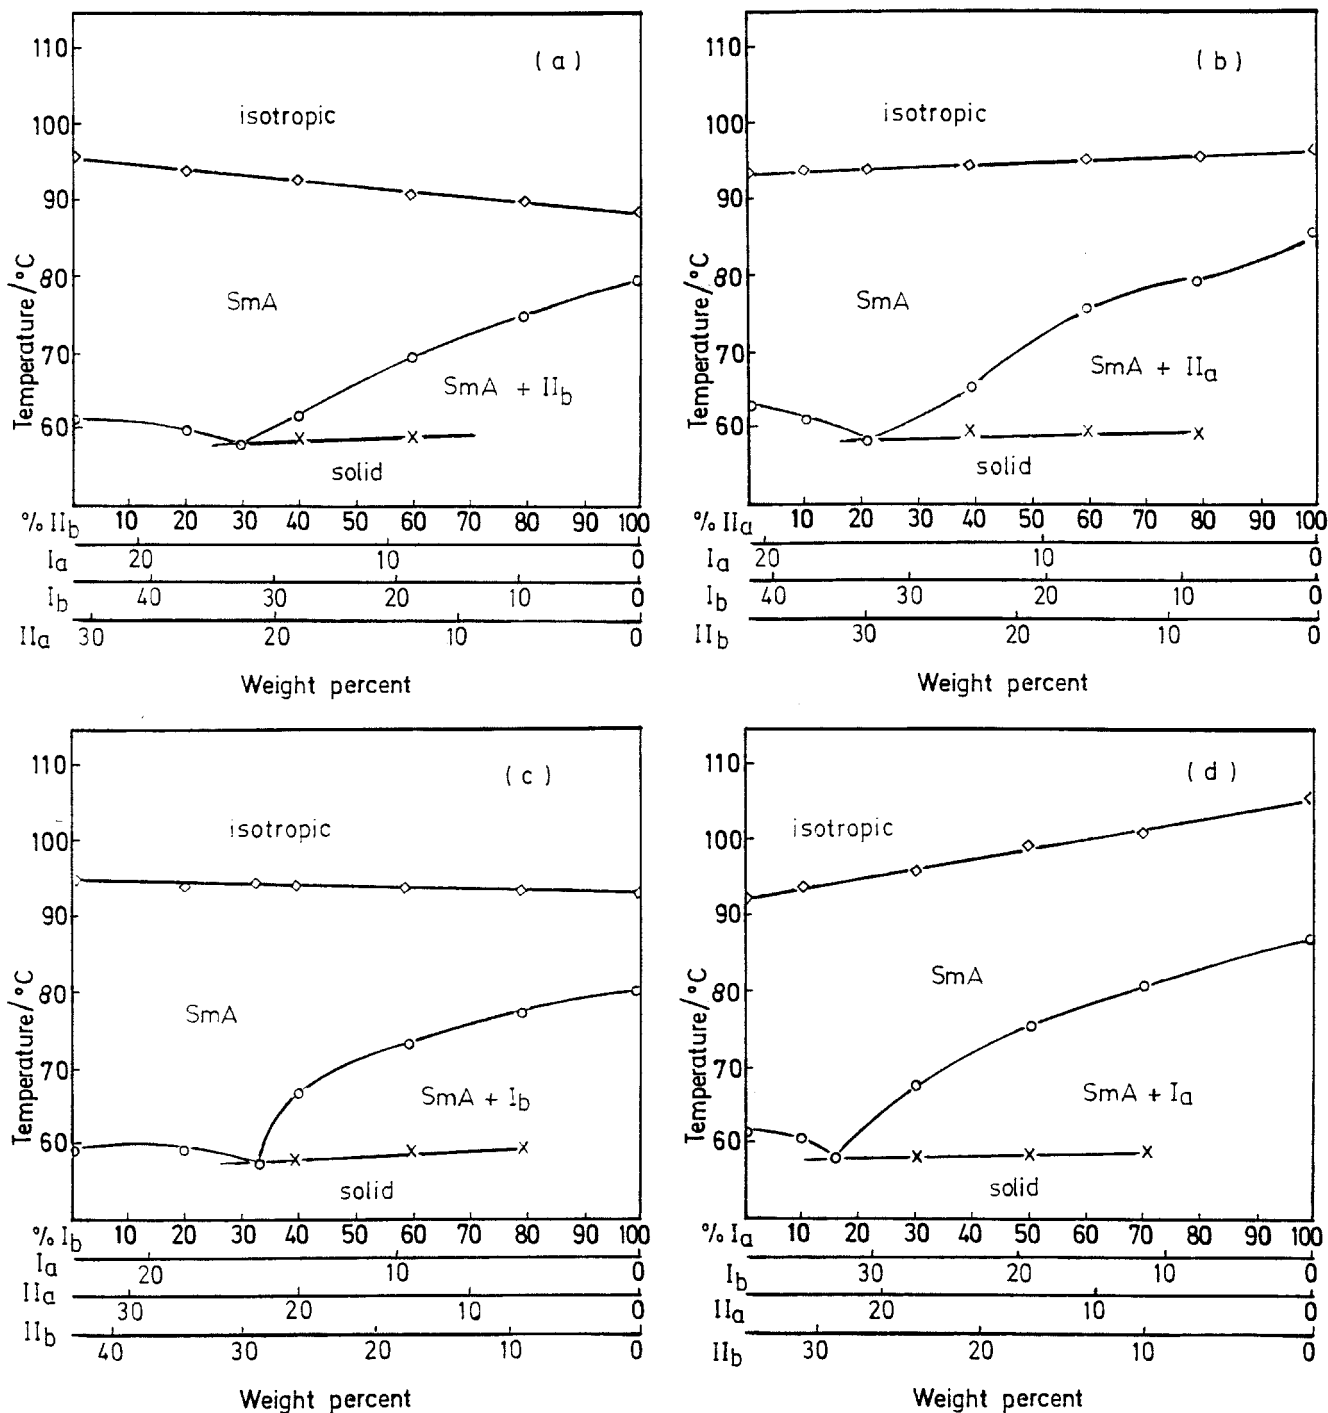 ( a )
110
100
90
80
70
60
Temperature/°C
isotropic
SmA
SmA + IIb
solid
% IIb 10 20 30 40 50 60 70 80 90 100
Ia 20 10 0
Ib 40 30 20 10 0
IIa 30 20 10 0
Weight percent
( b )
110
100
90
80
70
60
Temperature/°C
isotropic
SmA
SmA + IIa
solid
% IIa 10 20 30 40 50 60 70 80 90 100
Ia 20 10 0
Ib 40 30 20 10 0
IIb 30 20 10 0
Weight percent
( c )
110
100
90
80
70
60
Temperature/°C
isotropic
SmA
SmA + Ib
solid
% Ib 10 20 30 40 50 60 70 80 90 100
Ia 20 10 0
IIa 30 20 10 0
IIb 40 30 20 10 0
Weight percent
( d )
110
100
90
80
70
60
Temperature/°C
isotropic
SmA
SmA + Ia
solid
% Ia 10 20 30 40 50 60 70 80 90 100
Ib 30 20 10 0
IIa 20 10 0
IIb 30 20 10 0
Weight percent